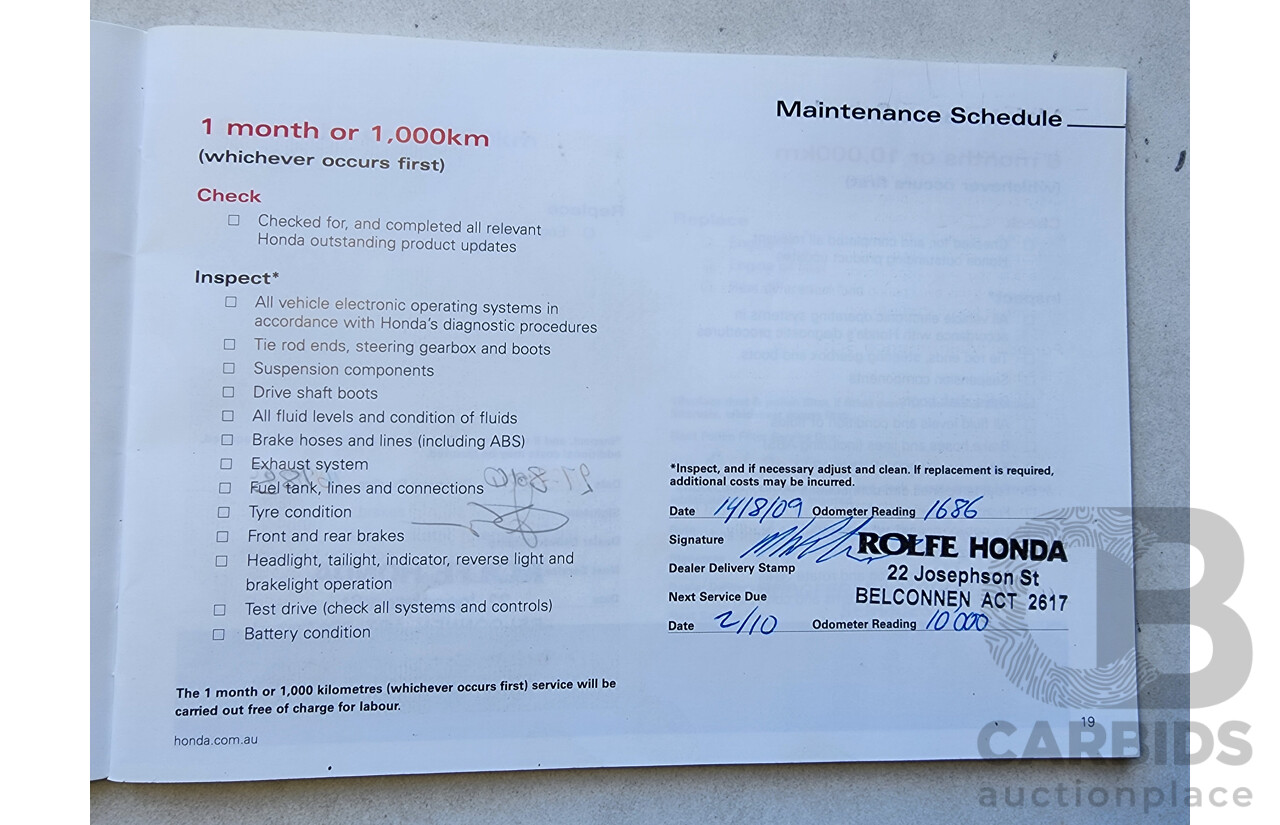 Maintenance Schedule
1 month or 1,000km
(whichever occurs first)
Check
Checked for, and completed all relevant
Honda outstanding product updates
Inspect*
All vehicle electronic operating systems in
accordance with Honda's diagnostic procedures
Tie rod ends, steering gearbox and boots
Suspension components
Drive shaft boots
All fluid levels and condition of fluids
Brake hoses and lines (including ABS)
Exhaust system
Fuel tank, lines and connections
Tyre condition
Front and rear brakes
Headlight, tailight, indicator, reverse light and
brakelight operation
Test drive (check all systems and controls)
Battery condition
The 1 month or 1,000 kilometres (whichever occurs first) service will be
carried out free of charge for labour.
honda.com.au
*Inspect, and if necessary adjust and clean. If replacement is required,
additional costs may be incurred.
Date 14/8/09 Odometer Reading 1686
Signature
ROLFE HONDA
Dealer Delivery Stamp
22 Josephson St
Next Service Due
BELCONNEN ACT 2617
Date 2/10 Odometer Reading 10'000
19
CARBIDS
auctionplace